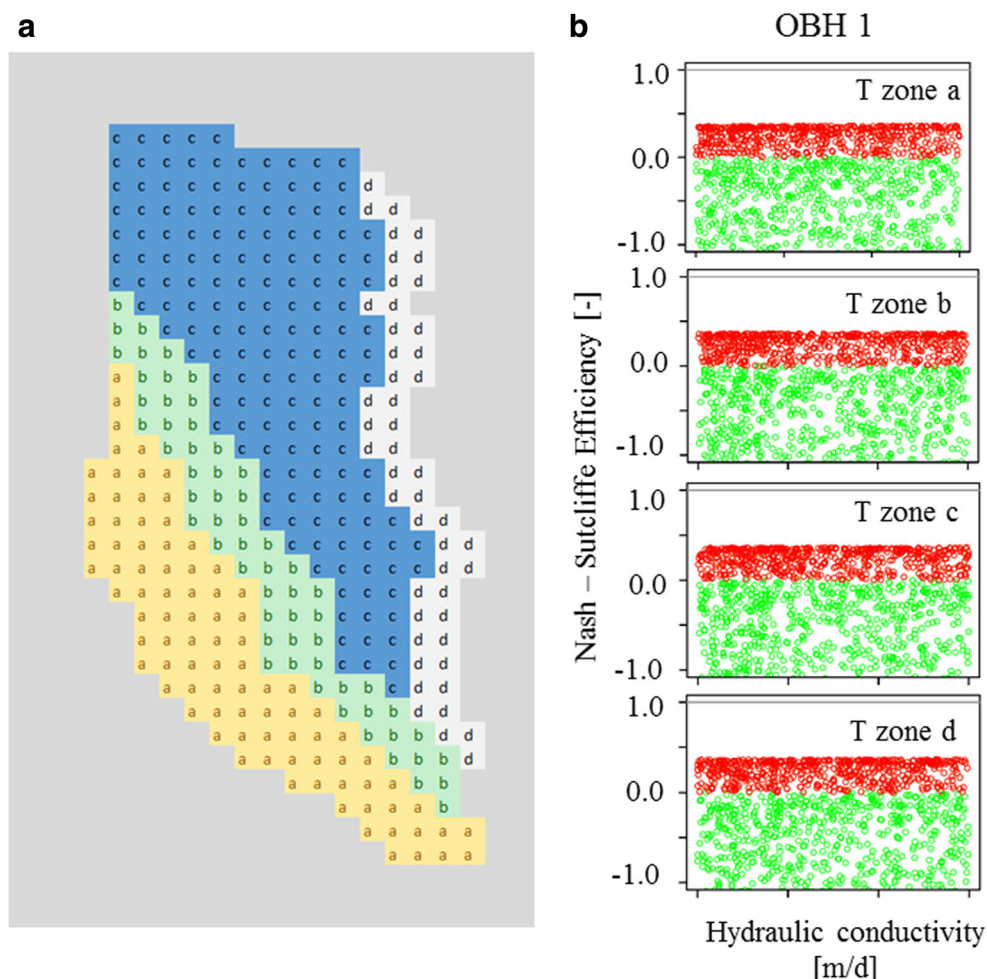 a
c c c c c
c c c c c c c c c c
c c c c c c c c c c d
c c c c c c c c c c d d
c c c c c c c c c c c d d
c c c c c c c c c c c d d
c c c c c c c c c c c d d
b c c c c c c c c c d d
b b c c c c c c c c c d d
b b b c c c c c c c c d d
a b b b c c c c c c c d d
a b b b c c c c c c d d
a b b b c c c c c c d d
a a b b b c c c c c d d
a a a a b b b c c c c c d d
a a a a b b b c c c c c d d
a a a a b b b c c c c c c d d
a a a a a b b b c c c c c c d d
a a a a a a b b b c c c c c d d
a a a a a a b b b c c c d d
a a a a a b b b c c c d d
a a a a a b b b c c c d d
a a a a a b b b c c c d d
a a a a a a b b b c d d
a a a a a a b b b d d
a a a a a a b b b d d
a a a a a a b b b d
a a a a a b b
a a a a b
a a a a a
a a a a
b
OBH 1
Nash – Sutcliffe Efficiency [-]
T zone a
1.0
0.0
-1.0
T zone b
1.0
0.0
-1.0
T zone c
1.0
0.0
-1.0
T zone d
1.0
0.0
-1.0
Hydraulic conductivity
[m/d]